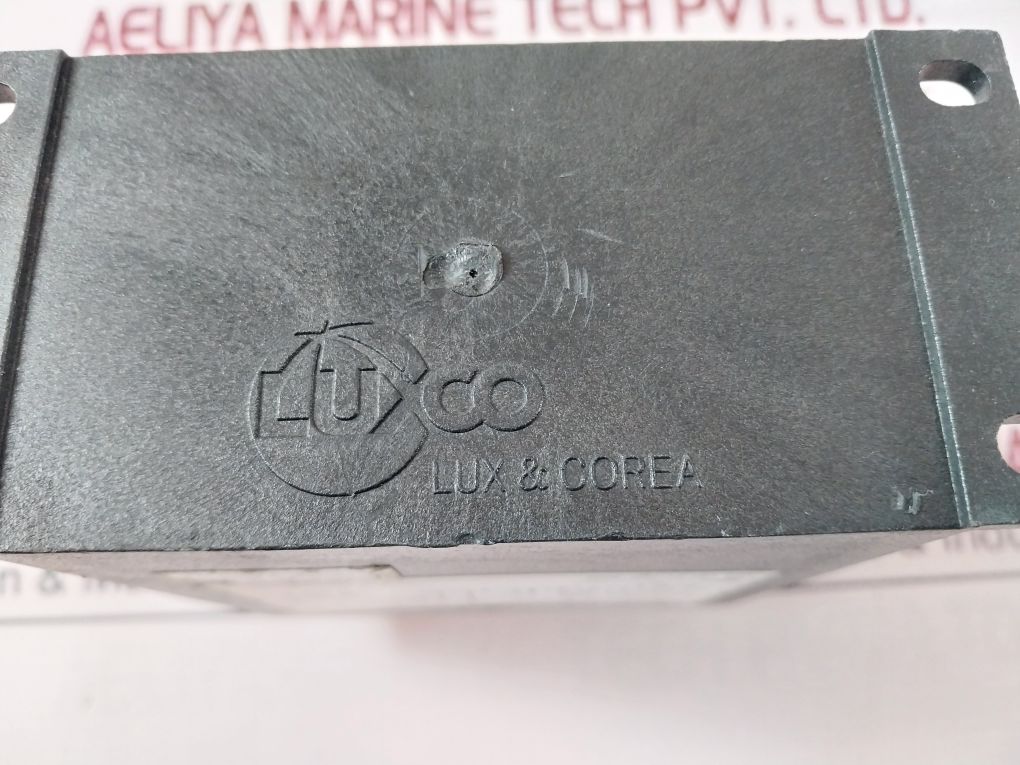 AELIYA MARINE TECH PVT. LTD.
LUXCO
LUX & COREA